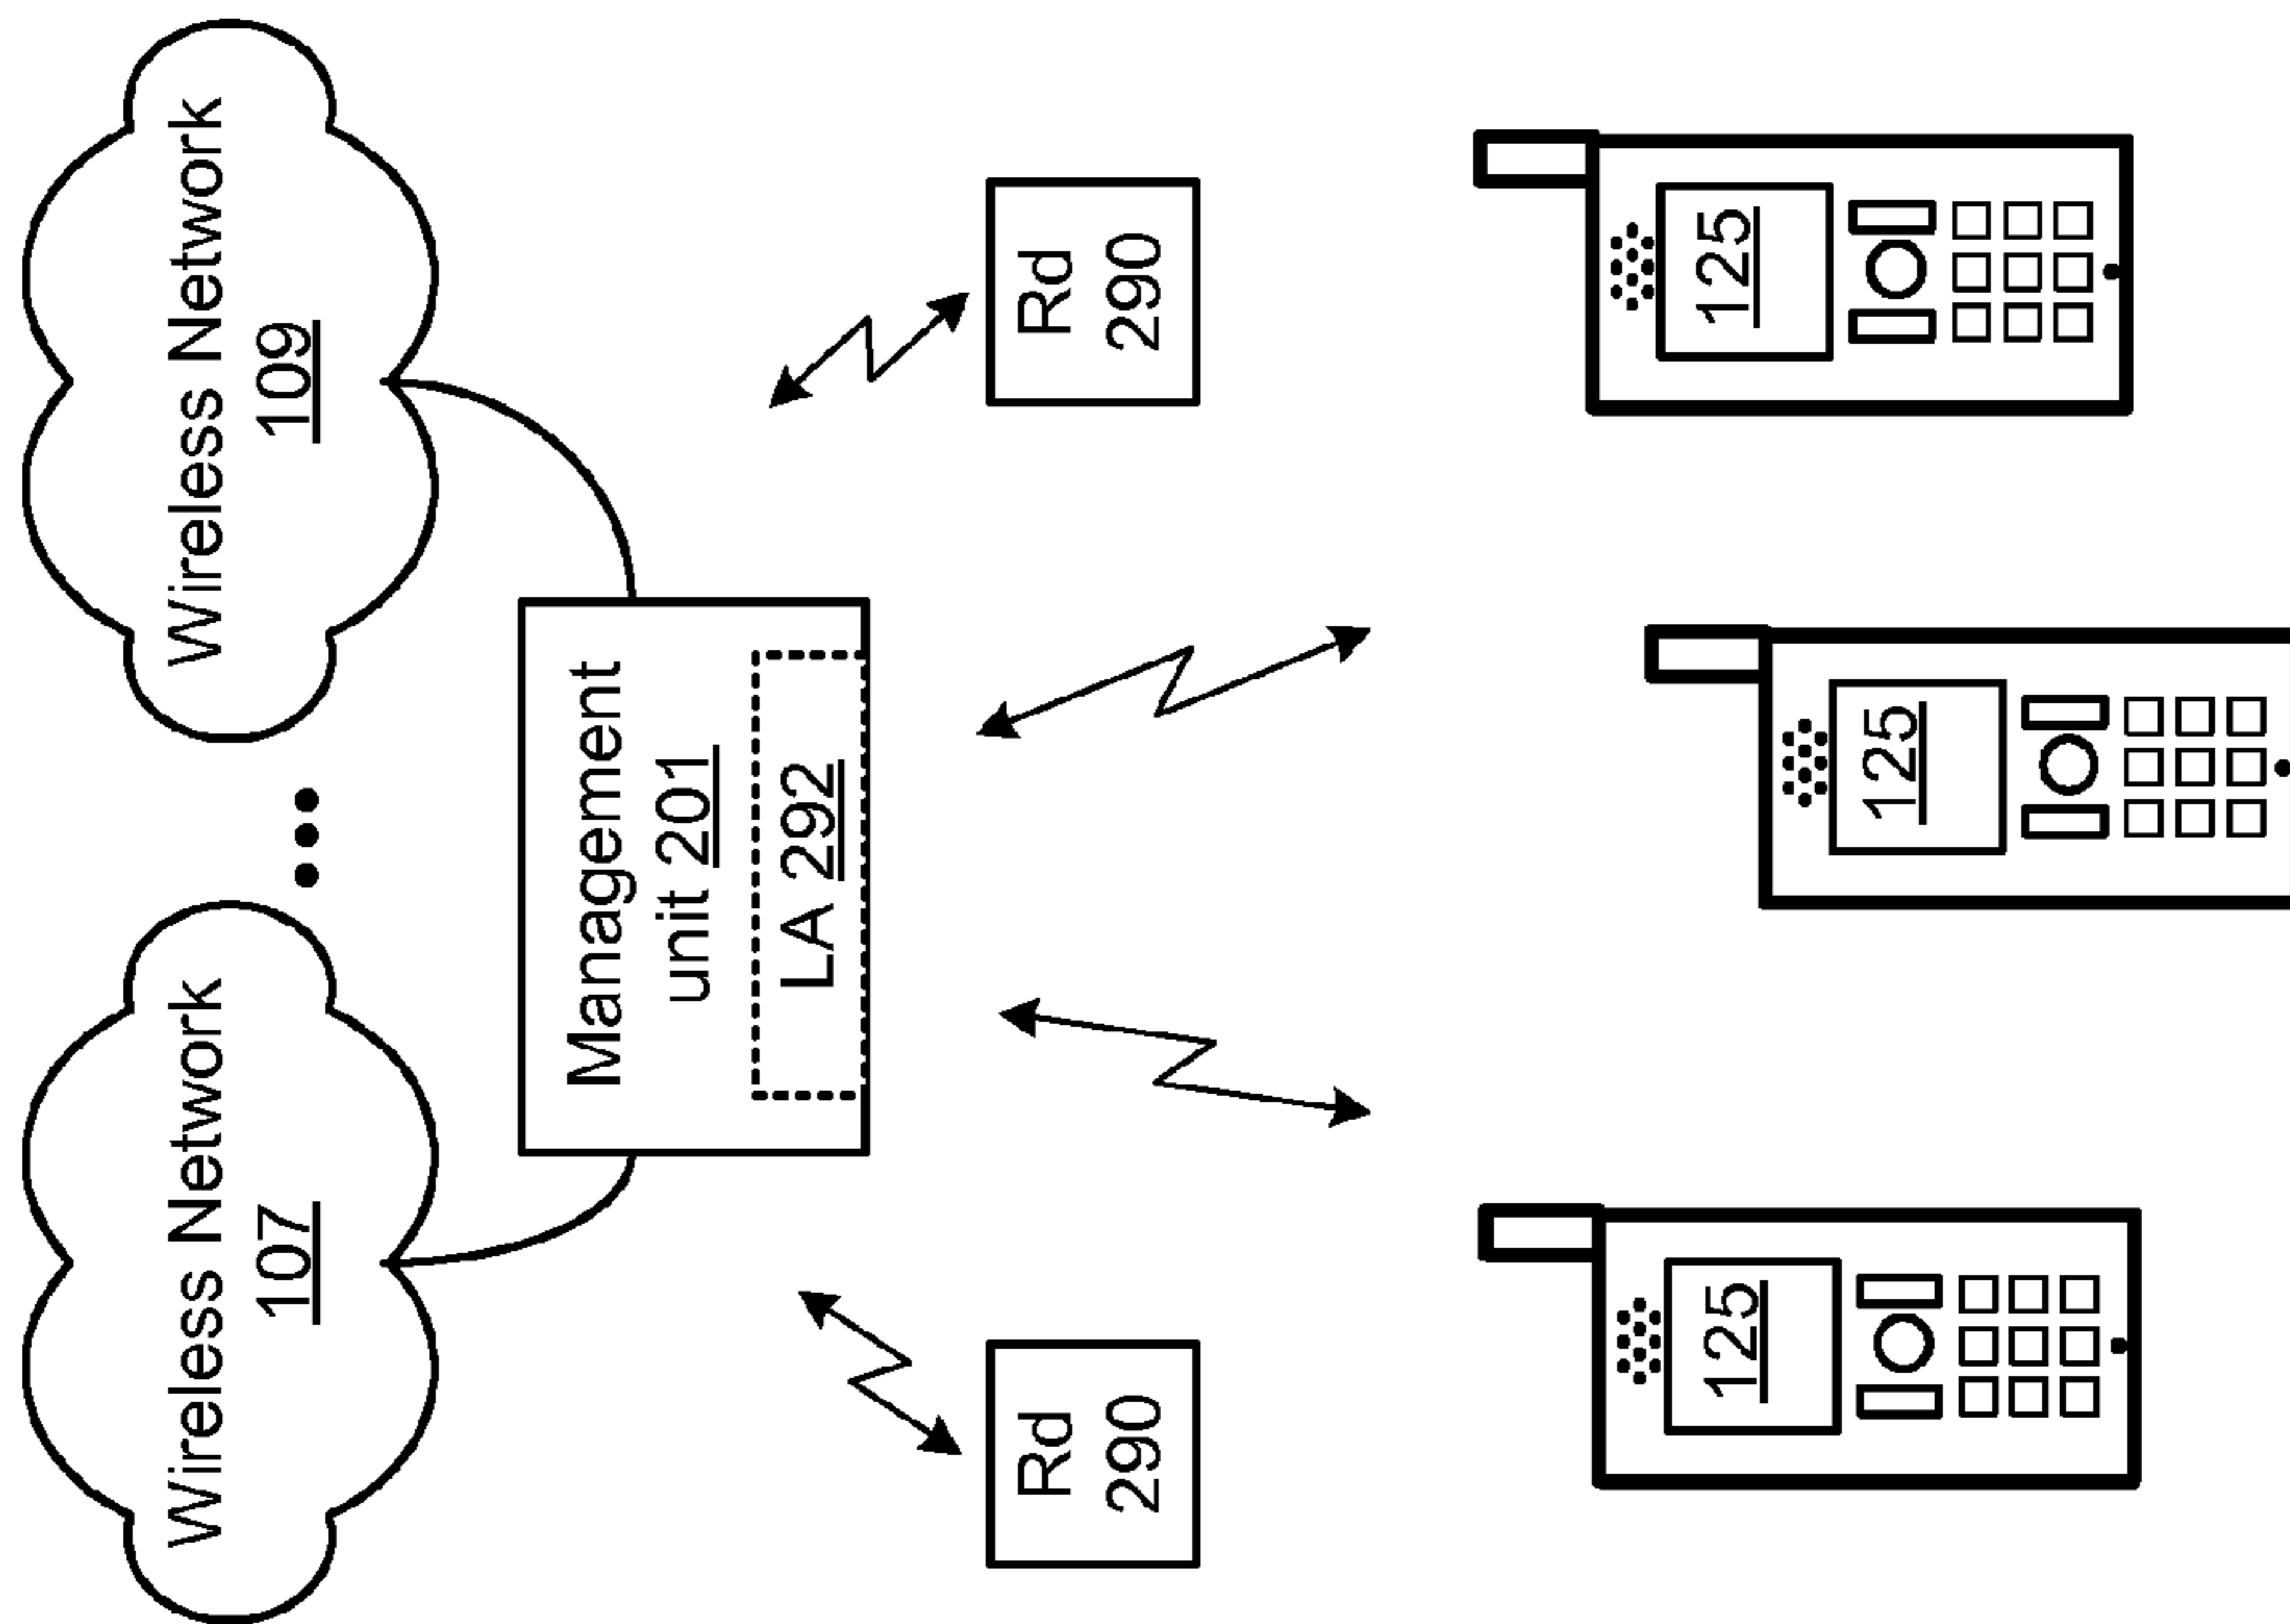 Wireless Network
107
Wireless Network
109
Management
unit 201
LA 292
Rd
290
Rd
290
125
125
125